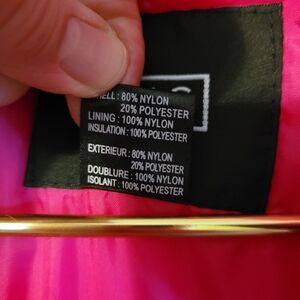 ELL : 80% NYLON
20% POLYESTER
LINING : 100% NYLON
INSULATION : 100% POLYESTER
EXTERIEUR : 80% NYLON
20% POLYESTER
DOUBLURE : 100% NYLON
ISOLANT : 100% POLYESTER